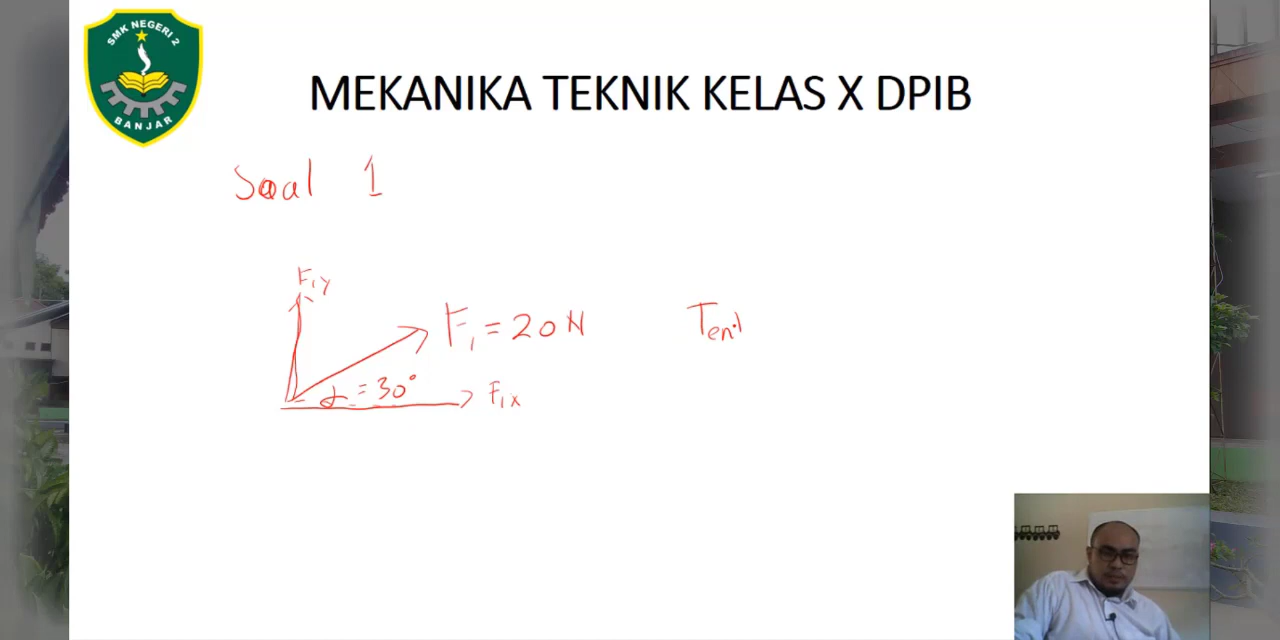 SMK NEGERI 2
BANJAR
MEKANIKA TEKNIK KELAS X DPIB
Soal 1
F1y
F1 = 20 N
α = 30°
F1x